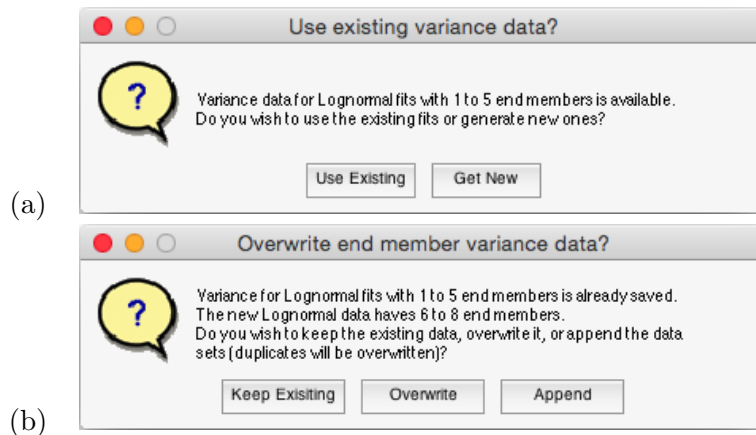 Use existing variance data?
?
Variance data for Lognormal fits with 1 to 5 end members is available.
Do you wish to use the existing fits or generate new ones?
Use Existing Get New
(a)
Overwrite end member variance data?
?
Variance for Lognormal fits with 1 to 5 end members is already saved.
The new Lognormal data haves 6 to 8 end members.
Do you wish to keep the existing data, overwrite it, or append the data
sets (duplicates will be overwritten)?
Keep Exisiting Overwrite Append
(b)